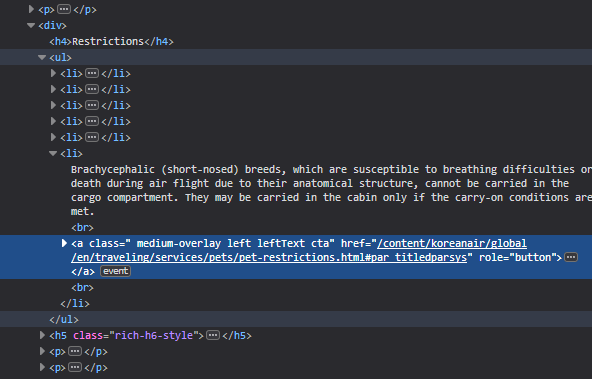 <p> ··· </p>
<div>
<h4>Restrictions</h4>
<ul>
<li> ··· </li>
<li> ··· </li>
<li> ··· </li>
<li> ··· </li>
<li> ··· </li>
<li>
Brachycephalic (short-nosed) breeds, which are susceptible to breathing difficulties or
death during air flight due to their anatomical structure, cannot be carried in the
cargo compartment. They may be carried in the cabin only if the carry-on conditions are
met.
<br>
<a class=" medium-overlay left leftText cta" href="/content/koreanair/global
/en/traveling/services/pets/pet-restrictions.html#par_titledparsys" role="button"> ···
</a> event
<br>
</li>
</ul>
<h5 class="rich-h6-style"> ··· </h5>
<p> ··· </p>
<p> ··· </p>